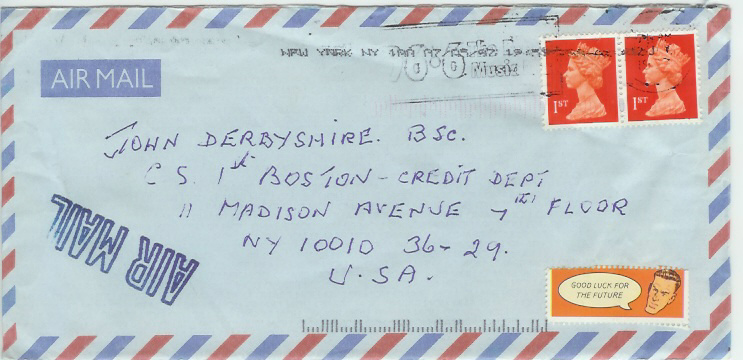 NEW YORK NY
Music
1ST 1ST
AIR MAIL
JOHN DERBYSHIRE. BSC.
C S. 1st BOSTON - CREDIT DEPT
11 MADISON AVENUE 7TH FLOOR
NY 10010 36-29.
U.S.A.
AIR MAIL
GOOD LUCK FOR
THE FUTURE